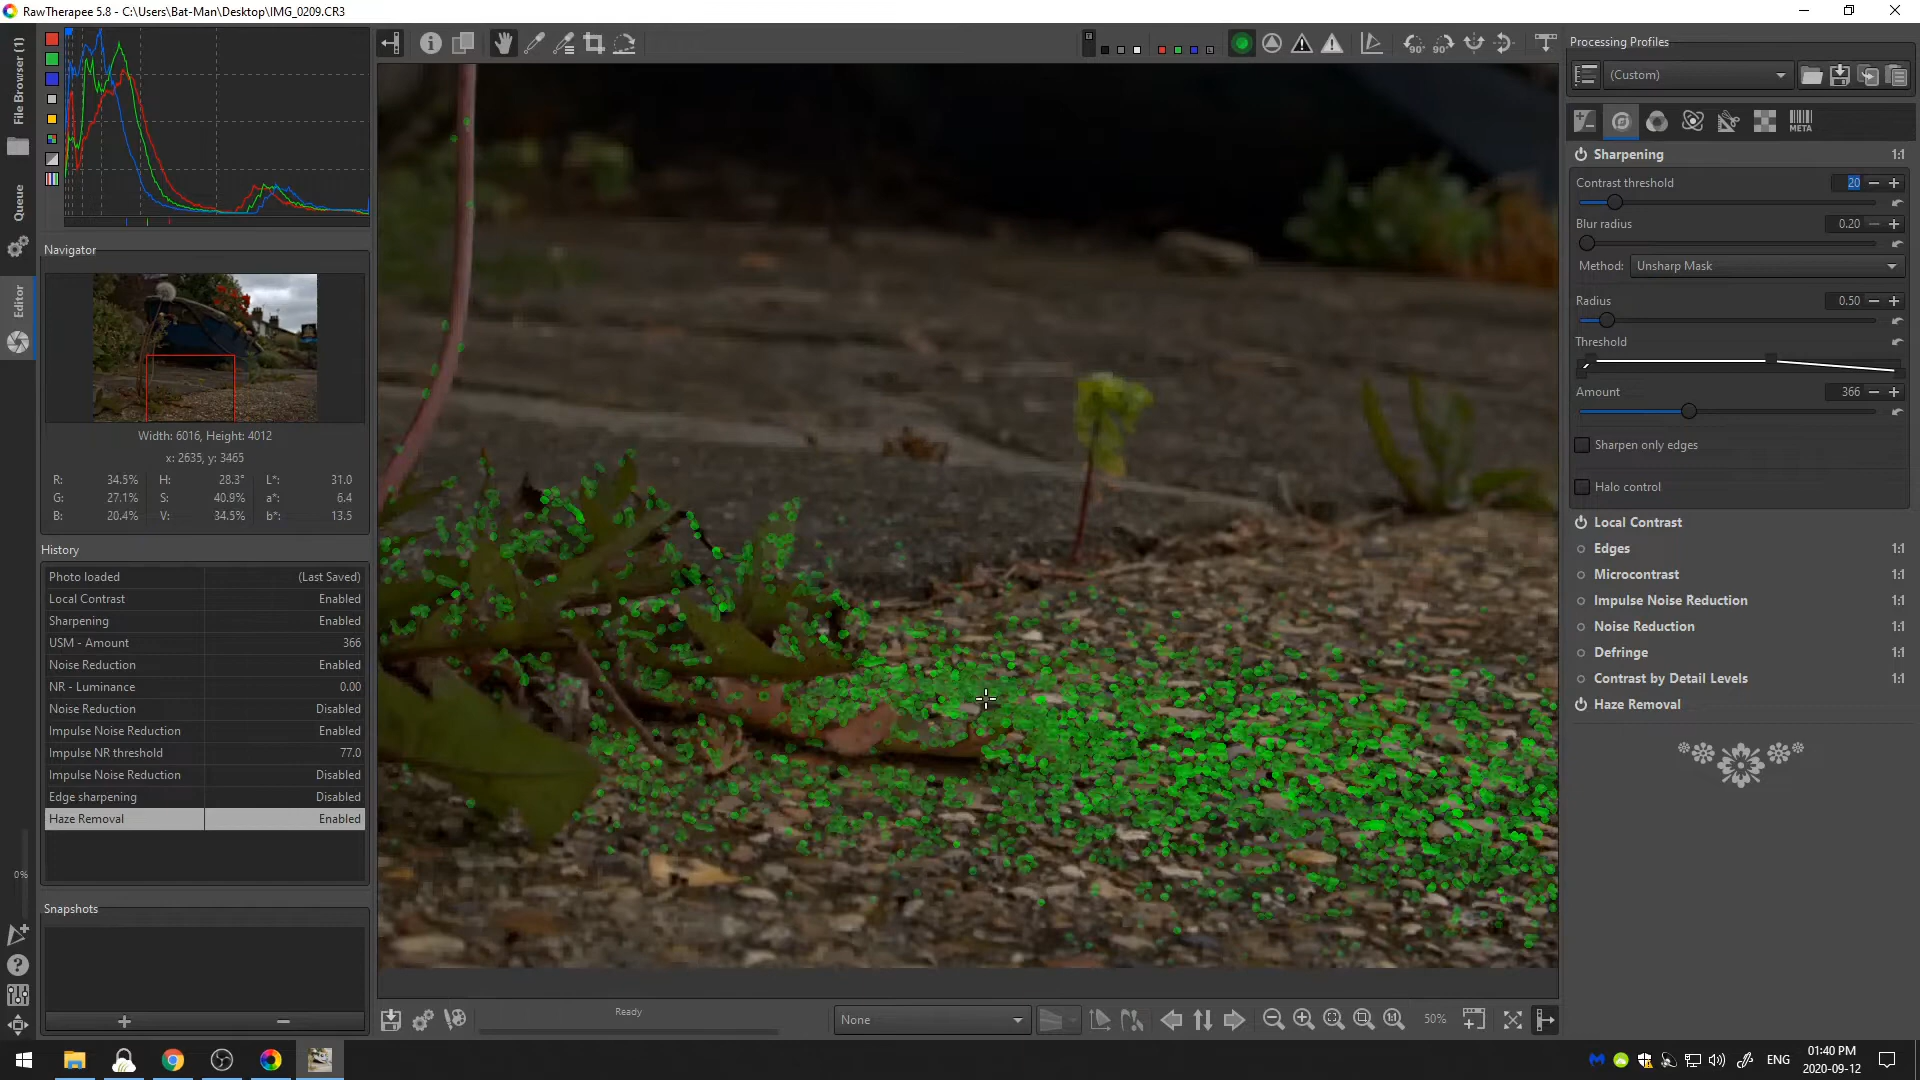 RawTherapee 5.8 - C:\Users\Bat-Man\Desktop\IMG_0209.CR3
File Browser (1)
Queue
Editor
0%
Navigator
Width: 6016, Height: 4012
x: 2635, y: 3465
R: 34.5% H: 28.3° L*: 31.0
G: 27.1% S: 40.9% a*: 6.4
B: 20.4% V: 34.5% b*: 13.5
History
Photo loaded (Last Saved)
Local Contrast Enabled
Sharpening Enabled
USM - Amount 366
Noise Reduction Enabled
NR - Luminance 0.00
Noise Reduction Disabled
Impulse Noise Reduction Enabled
Impulse NR threshold 77.0
Impulse Noise Reduction Disabled
Edge sharpening Disabled
Haze Removal Enabled
Snapshots
Ready
None
1:1
50%
Processing Profiles
(Custom)
META
Sharpening 1:1
Contrast threshold 20
Blur radius 0.20
Method: Unsharp Mask
Radius 0.50
Threshold
Amount 366
Sharpen only edges
Halo control
Local Contrast
Edges 1:1
Microcontrast 1:1
Impulse Noise Reduction 1:1
Noise Reduction 1:1
Defringe 1:1
Contrast by Detail Levels 1:1
Haze Removal
ENG
01:40 PM
2020-09-12